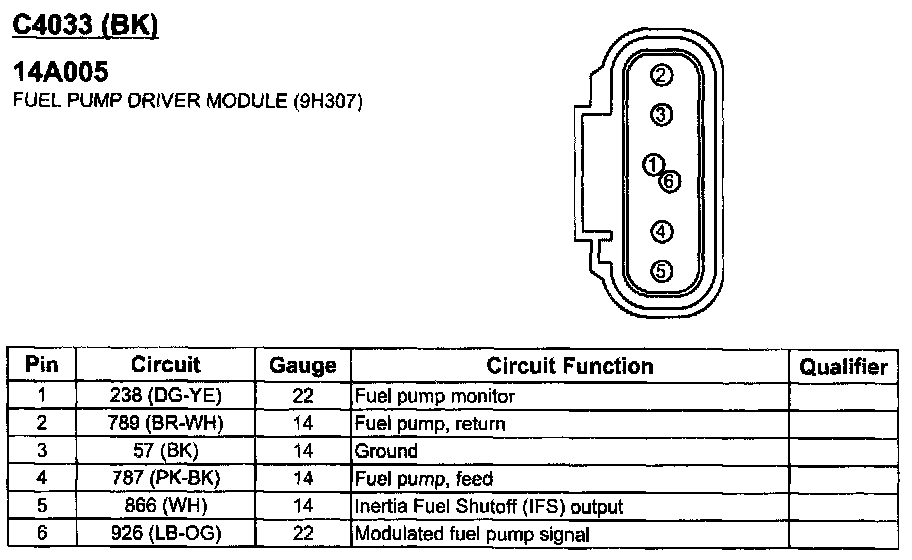 C4033 (BK)
14A005
FUEL PUMP DRIVER MODULE (9H307)
2
3
1
6
4
5
Pin Circuit Gauge Circuit Function Qualifier
1 238 (DG-YE) 22 Fuel pump monitor
2 789 (BR-WH) 14 Fuel pump, return
3 57 (BK) 14 Ground
4 787 (PK-BK) 14 Fuel pump, feed
5 866 (WH) 14 Inertia Fuel Shutoff (IFS) output
6 926 (LB-OG) 22 Modulated fuel pump signal